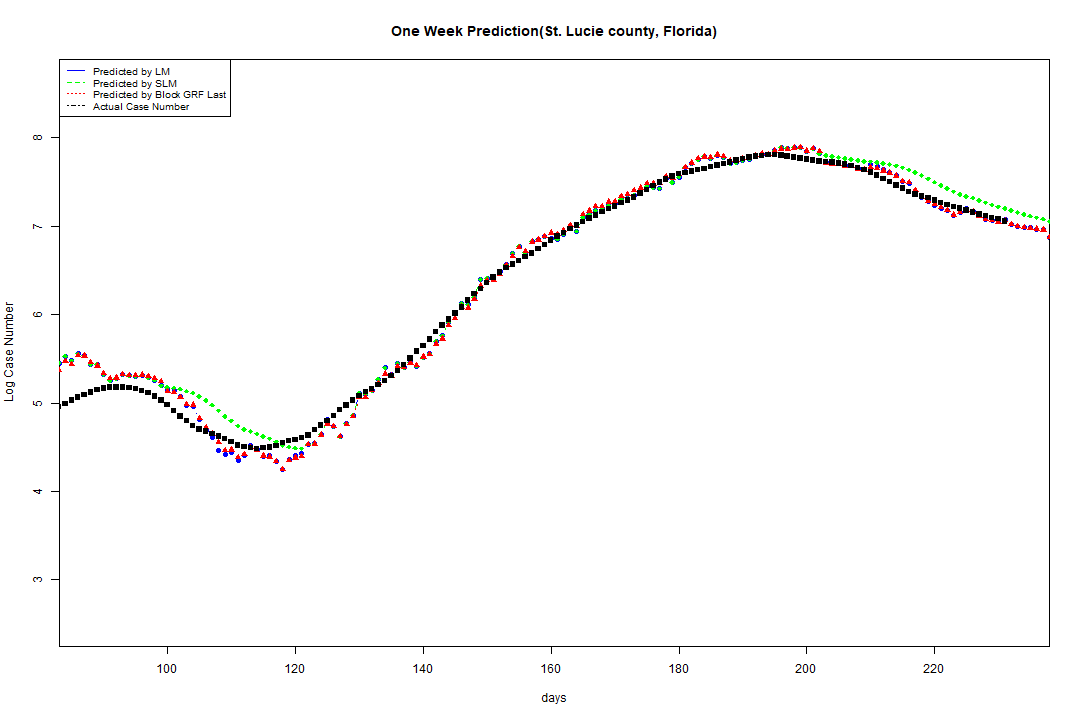 One Week Prediction(St. Lucie county, Florida)
Predicted by LM
Predicted by SLM
Predicted by Block GRF Last
Actual Case Number
8
7
6
5
4
3
Log Case Number
100 120 140 160 180 200 220
days